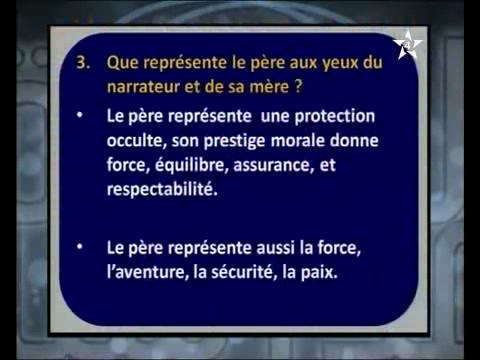 3. Que représente le père aux yeux du
narrateur et de sa mère ?
• Le père représente une protection
occulte, son prestige morale donne
force, équilibre, assurance, et
respectabilité.
• Le père représente aussi la force,
l'aventure, la sécurité, la paix.